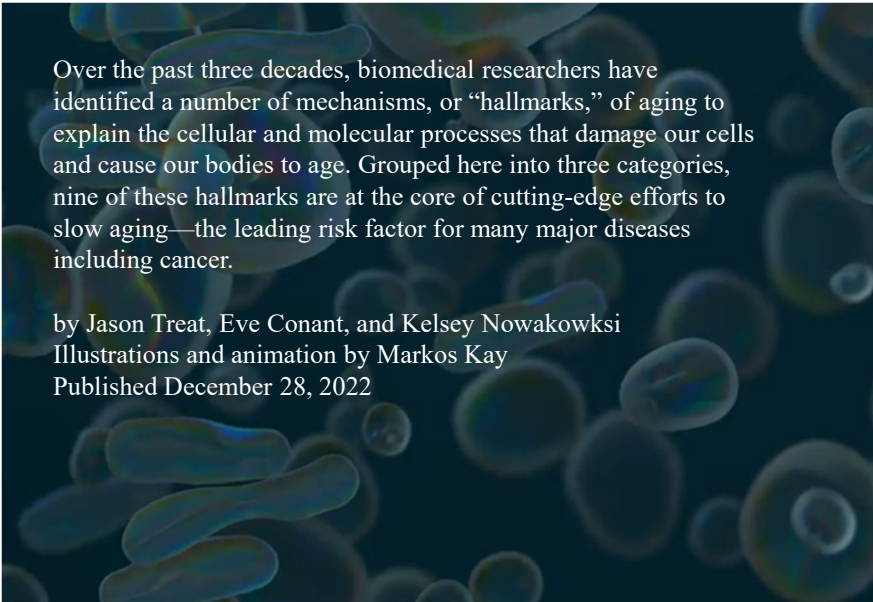 Over the past three decades, biomedical researchers have
identified a number of mechanisms, or “hallmarks,” of aging to
explain the cellular and molecular processes that damage our cells
and cause our bodies to age. Grouped here into three categories,
nine of these hallmarks are at the core of cutting-edge efforts to
slow aging—the leading risk factor for many major diseases
including cancer.
by Jason Treat, Eve Conant, and Kelsey Nowakowksi
Illustrations and animation by Markos Kay
Published December 28, 2022